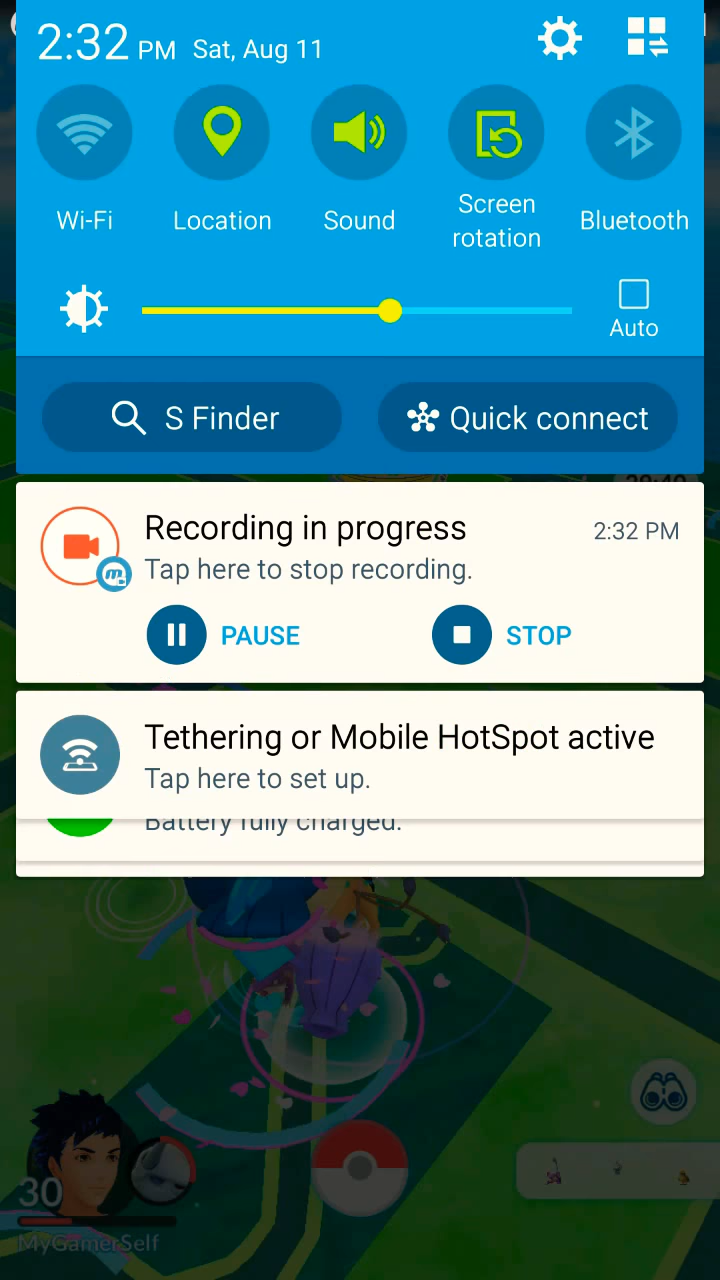 2:32 PM Sat, Aug 11
Wi-Fi
Location
Sound
Screen
rotation
Bluetooth
Auto
S Finder
Quick connect
Recording in progress
2:32 PM
Tap here to stop recording.
PAUSE
STOP
Tethering or Mobile HotSpot active
Tap here to set up.
Battery fully charged.
30
MyGamerSelf